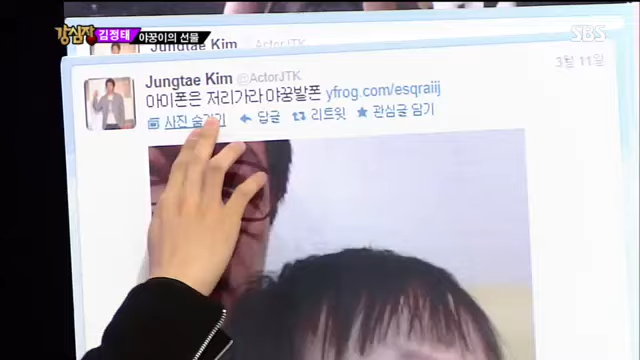 강심장 김정태 야꿍이의 선물
SBS
Jungtae Kim @ActorJTK
Jungtae Kim @ActorJTK
3월 11일
아이폰은 저리가라 야꿍발폰 yfrog.com/esqraiij
사진 숨기기 답글 리트윗 관심글 담기